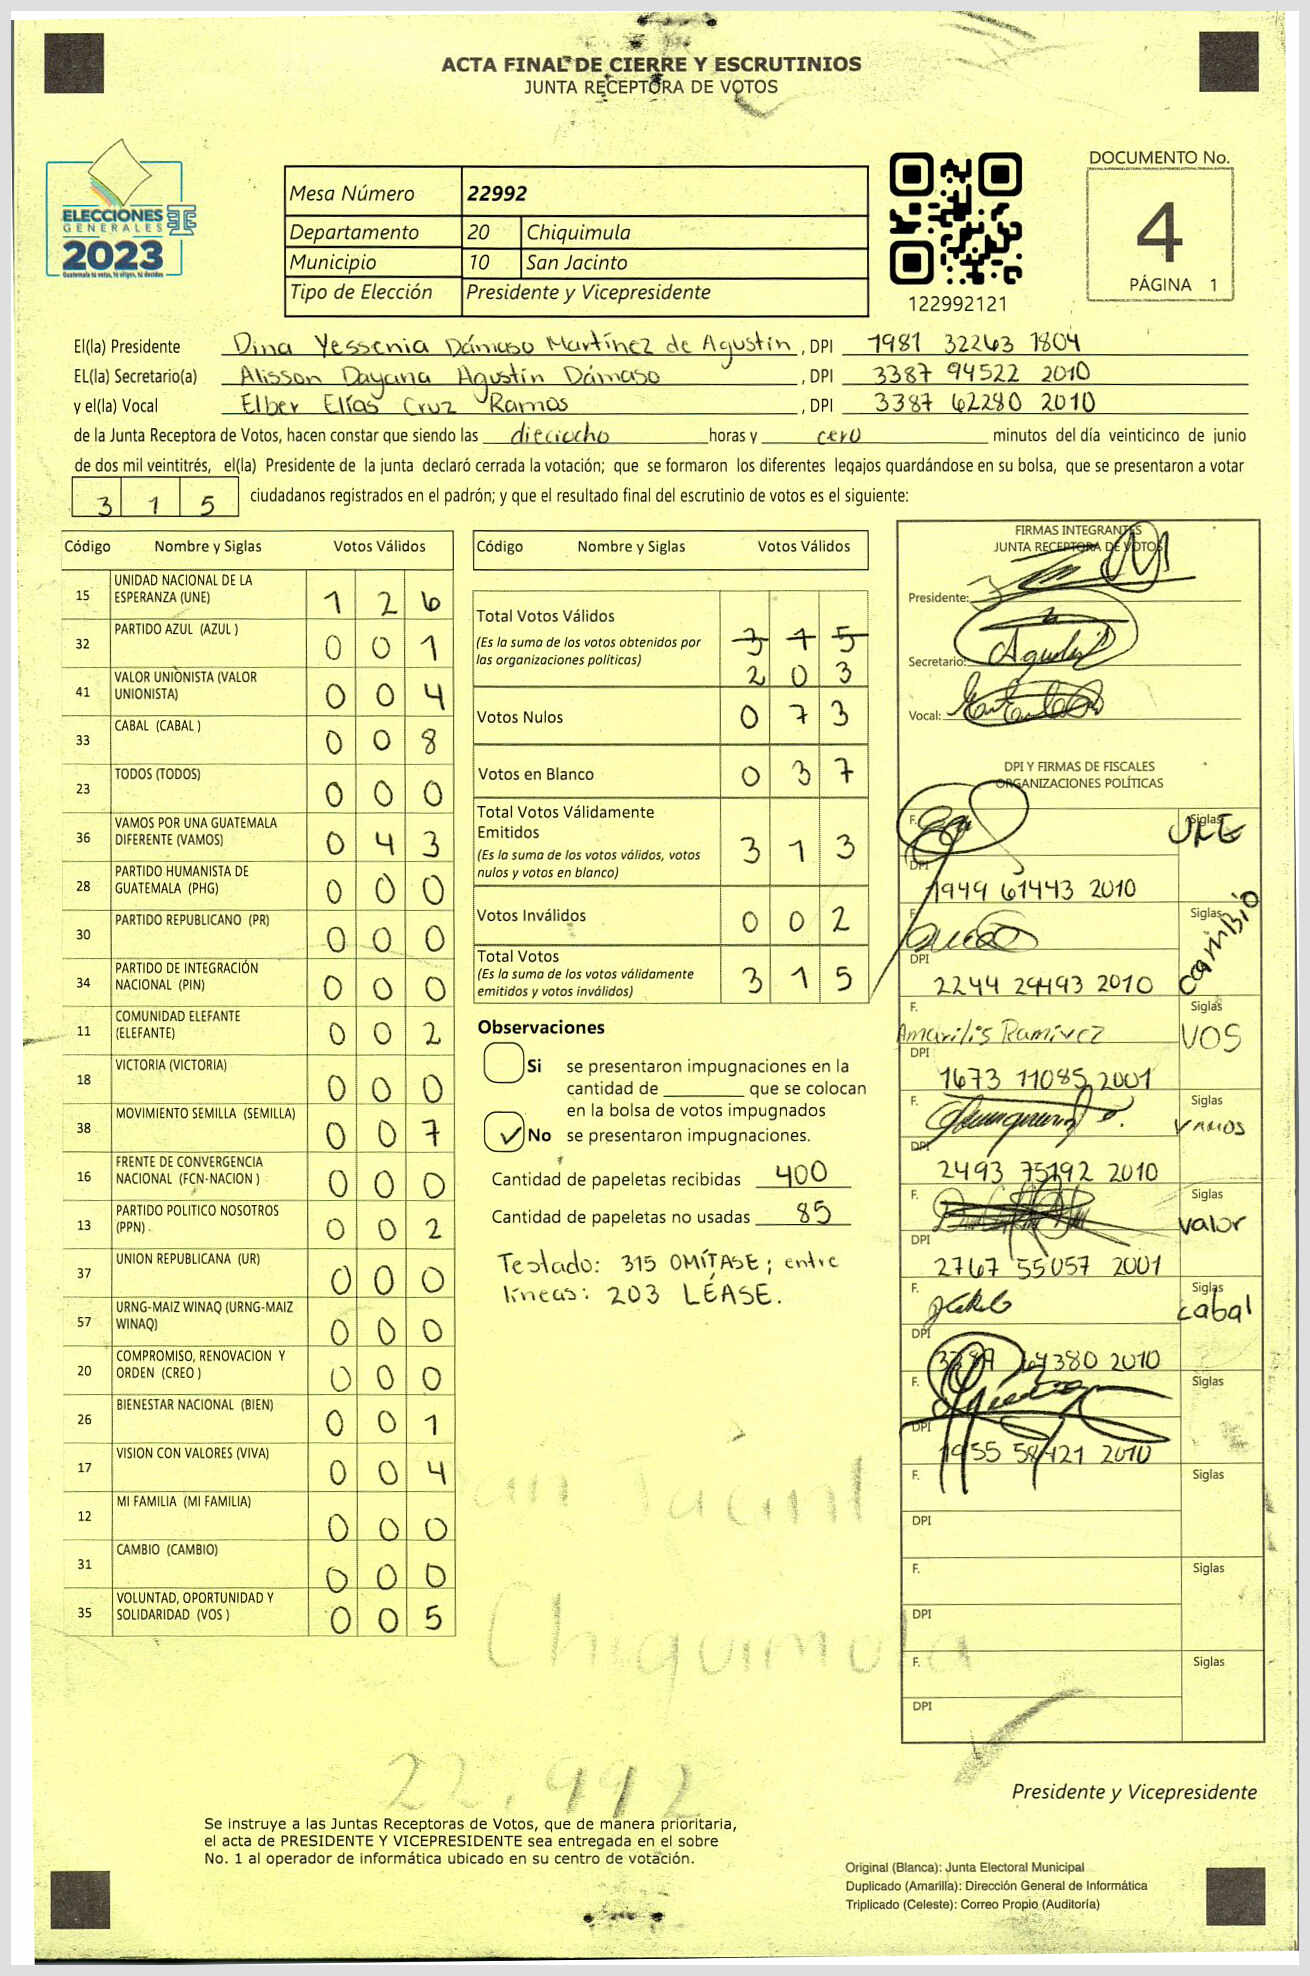 ACTA FINAL DE CIERRE Y ESCRUTINIOS
JUNTA RECEPTORA DE VOTOS
ELECCIONES
GENERALES
2023
Guatemala tú votas, tú eliges, tú decides
Mesa Número 22992
Departamento 20 Chiquimula
Municipio 10 San Jacinto
Tipo de Elección Presidente y Vicepresidente
122992121
DOCUMENTO No.
4
PÁGINA 1
El(la) Presidente Dina Yessenia Dámaso Martínez de Agustín, DPI 1981 32263 1804
EL(la) Secretario(a) Alisson Dayana Agustín Dámaso, DPI 3387 94522 2010
y el(la) Vocal Elber Elías Cruz Ramos, DPI 3387 62280 2010
de la Junta Receptora de Votos, hacen constar que siendo las dieciocho horas y cero minutos del día veinticinco de junio
de dos mil veintitrés, el(la) Presidente de la junta declaró cerrada la votación; que se formaron los diferentes legajos guardándose en su bolsa, que se presentaron a votar
3 1 5 ciudadanos registrados en el padrón; y que el resultado final del escrutinio de votos es el siguiente:
Código Nombre y Siglas Votos Válidos
15 UNIDAD NACIONAL DE LA ESPERANZA (UNE) 1 2 6
32 PARTIDO AZUL (AZUL ) 0 0 1
41 VALOR UNIONISTA (VALOR UNIONISTA) 0 0 4
33 CABAL (CABAL ) 0 0 8
23 TODOS (TODOS) 0 0 0
36 VAMOS POR UNA GUATEMALA DIFERENTE (VAMOS) 0 4 3
28 PARTIDO HUMANISTA DE GUATEMALA (PHG) 0 0 0
30 PARTIDO REPUBLICANO (PR) 0 0 0
34 PARTIDO DE INTEGRACIÓN NACIONAL (PIN) 0 0 0
11 COMUNIDAD ELEFANTE (ELEFANTE) 0 0 2
18 VICTORIA (VICTORIA) 0 0 0
38 MOVIMIENTO SEMILLA (SEMILLA) 0 0 7
16 FRENTE DE CONVERGENCIA NACIONAL (FCN-NACION ) 0 0 0
13 PARTIDO POLITICO NOSOTROS (PPN) 0 0 2
37 UNION REPUBLICANA (UR) 0 0 0
57 URNG-MAIZ WINAQ (URNG-MAIZ WINAQ) 0 0 0
20 COMPROMISO, RENOVACION Y ORDEN (CREO ) 0 0 0
26 BIENESTAR NACIONAL (BIEN) 0 0 1
17 VISION CON VALORES (VIVA) 0 0 4
12 MI FAMILIA (MI FAMILIA) 0 0 0
31 CAMBIO (CAMBIO) 0 0 0
35 VOLUNTAD, OPORTUNIDAD Y SOLIDARIDAD (VOS ) 0 0 5
Código Nombre y Siglas Votos Válidos
Total Votos Válidos 3 1 5
(Es la suma de los votos obtenidos por
las organizaciones políticas) 2 0 3
Votos Nulos 0 7 3
Votos en Blanco 0 3 7
Total Votos Válidamente
Emitidos 3 1 3
(Es la suma de los votos válidos, votos
nulos y votos en blanco)
Votos Inválidos 0 0 2
Total Votos 3 1 5
(Es la suma de los votos válidamente
emitidos y votos inválidos)
Observaciones
Si se presentaron impugnaciones en la
cantidad de ________ que se colocan
en la bolsa de votos impugnados
✓ No se presentaron impugnaciones.
Cantidad de papeletas recibidas 400
Cantidad de papeletas no usadas 85
Testado: 315 OMÍTASE; entre
líneas: 203 LÉASE.
FIRMAS INTEGRANTES
JUNTA RECEPTORA DE VOTOS
Presidente:
Secretario:
Vocal:
DPI Y FIRMAS DE FISCALES
ORGANIZACIONES POLÍTICAS
F. Siglas UNE
DPI 1949 61443 2010
F. Siglas cambio
DPI 2244 29493 2010
F. Amarilis Ramírez Siglas VOS
DPI 1673 11085 2001
F. Siglas VAMOS
DPI 2493 75192 2010
F. Siglas valor
DPI 2767 55057 2001
F. Siglas cabal
DPI 64380 2010
F. Siglas
DPI 1955 58421 2010
F. Siglas
DPI
F. Siglas
DPI
F. Siglas
DPI
San Jacinto
Chiquimula
22,992
Presidente y Vicepresidente
Se instruye a las Juntas Receptoras de Votos, que de manera prioritaria,
el acta de PRESIDENTE Y VICEPRESIDENTE sea entregada en el sobre
No. 1 al operador de informática ubicado en su centro de votación.
Original (Blanca): Junta Electoral Municipal
Duplicado (Amarilla): Dirección General de Informática
Triplicado (Celeste): Correo Propio (Auditoría)